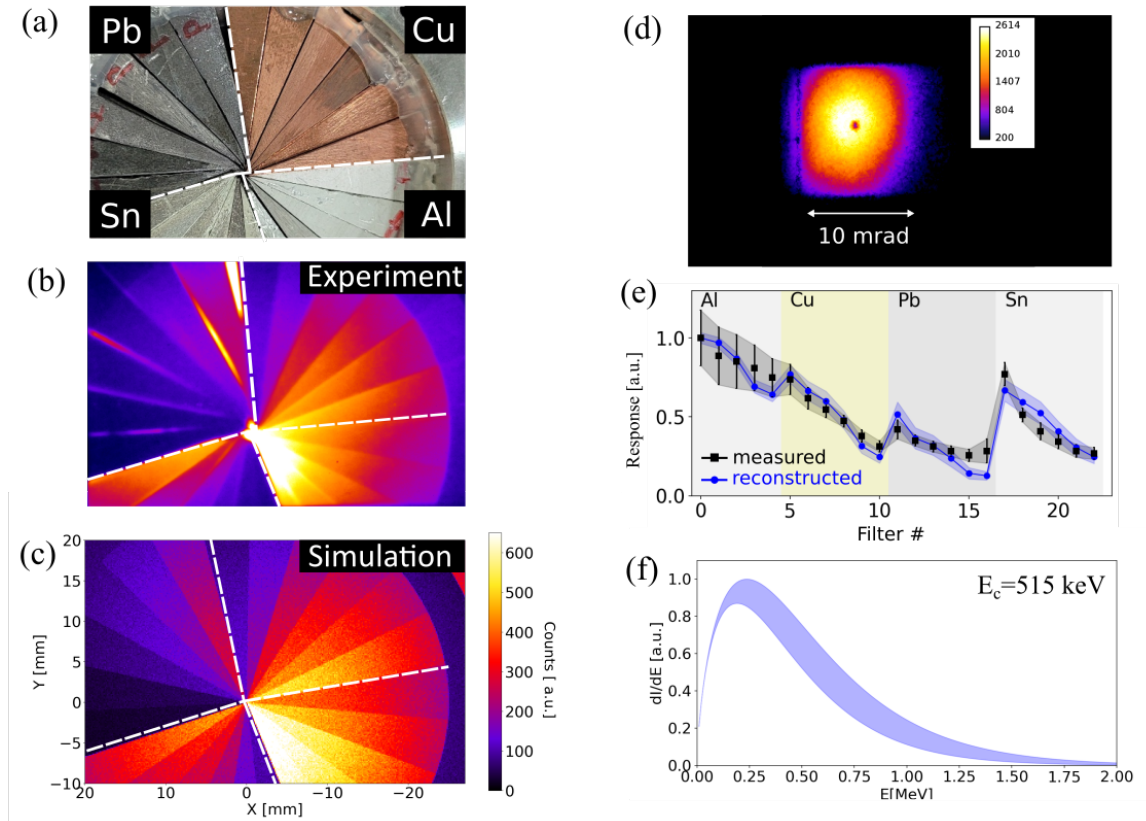 (a)
Pb
Cu
Sn
Al
(b)
Experiment
(c)
Simulation
20
15
10
5
0
−5
−10
Y [mm]
20
10
0
−10
−20
X [mm]
600
500
400
300
200
100
0
Counts [ a.u.]
(d)
2614
2010
1407
804
200
10 mrad
(e)
Al
Cu
Pb
Sn
1.0
0.5
0.0
Response [a.u.]
measured
reconstructed
0
5
10
15
20
Filter #
(f)
E_c=515 keV
1.0
0.8
0.6
0.4
0.2
0.0
dI/dE [a.u.]
0.00
0.25
0.50
0.75
1.00
1.25
1.50
1.75
2.00
E[MeV]